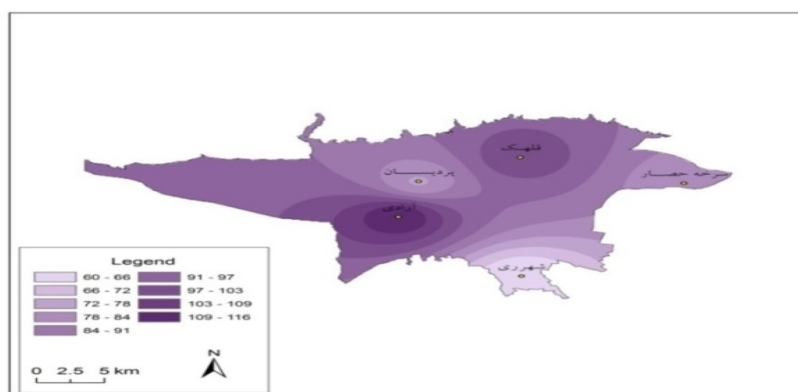 قلهک
پردیسان
سرخه حصار
آزادی
شهرری
Legend
60 - 66
66 - 72
72 - 78
78 - 84
84 - 91
91 - 97
97 - 103
103 - 109
109 - 116
N
0 2.5 5 km